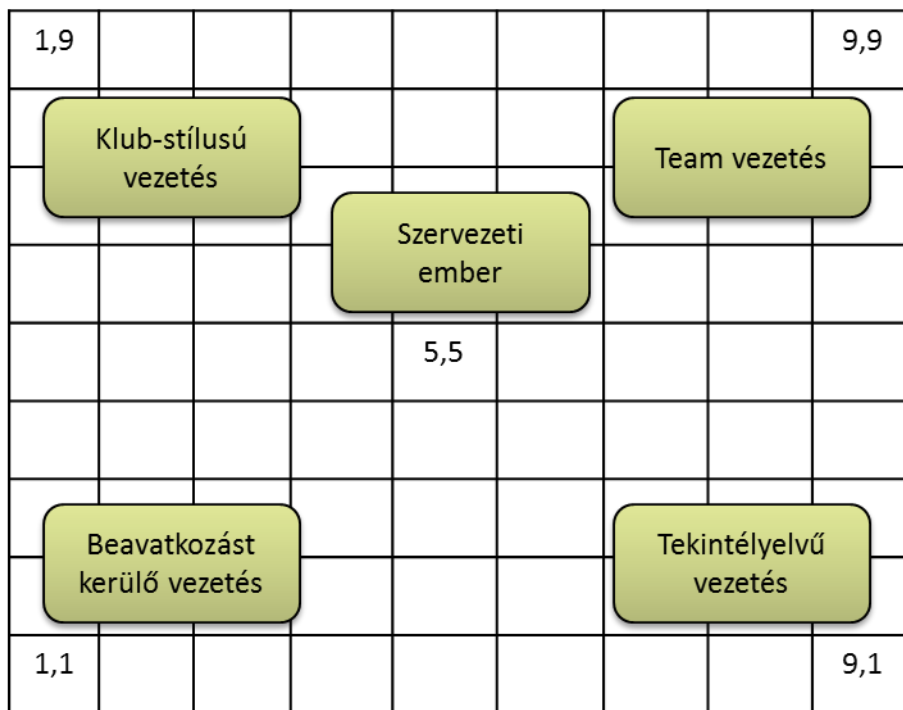 1,9
9,9
Klub-stílusú
vezetés
Team vezetés
Szervezeti
ember
5,5
Beavatkozást
kerülő vezetés
Tekintélyelvű
vezetés
1,1
9,1